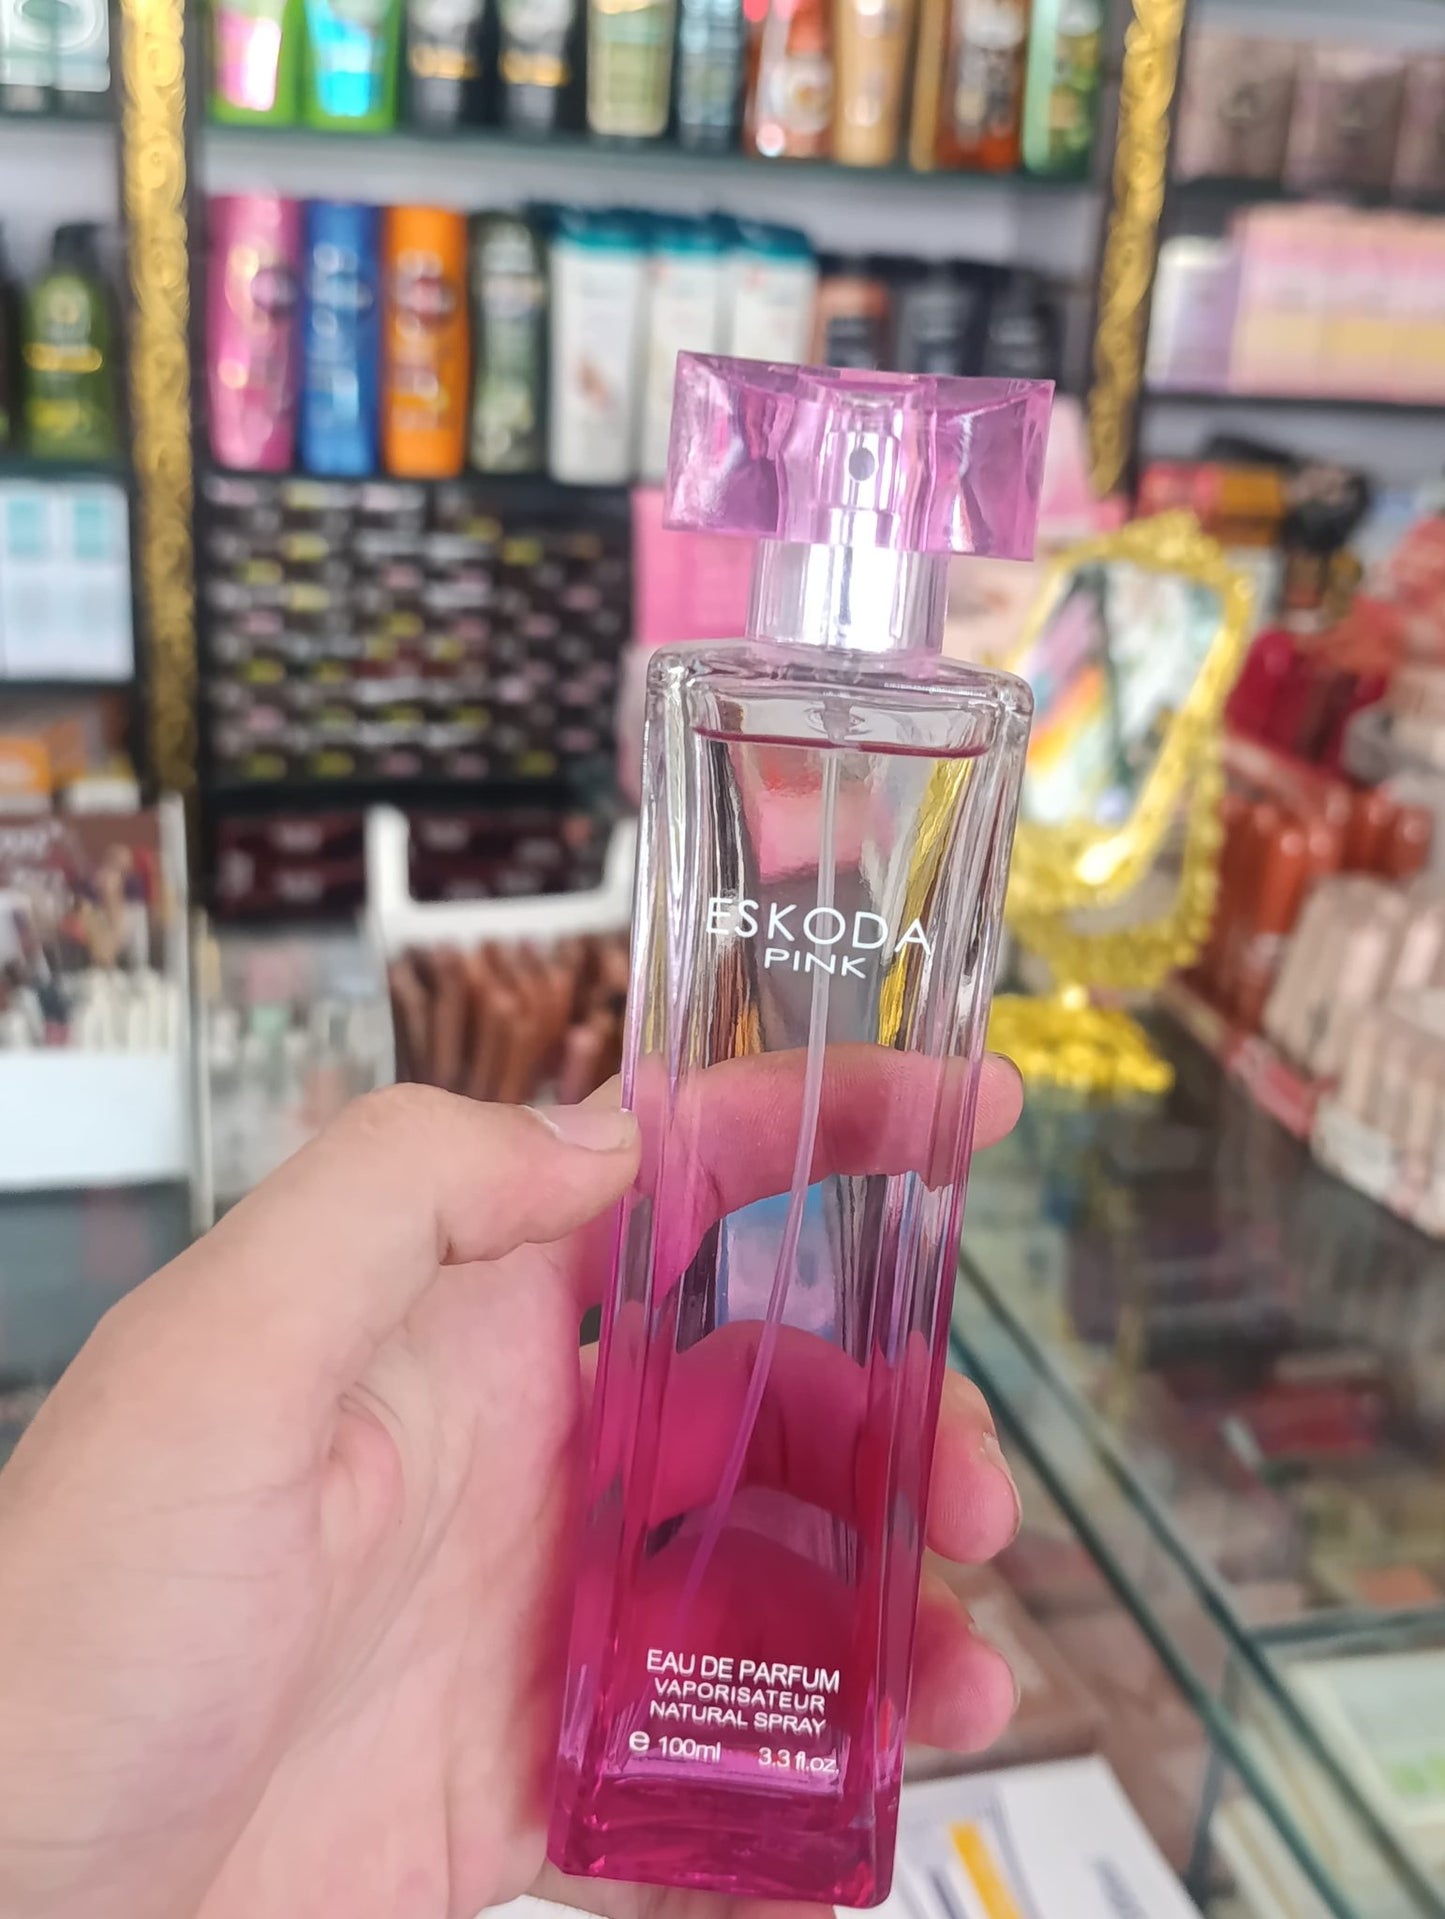 ESKODA
PINK
EAU DE PARFUM
VAPORISATEUR
NATURAL SPRAY
e 100ml 3.3 fl.oz.